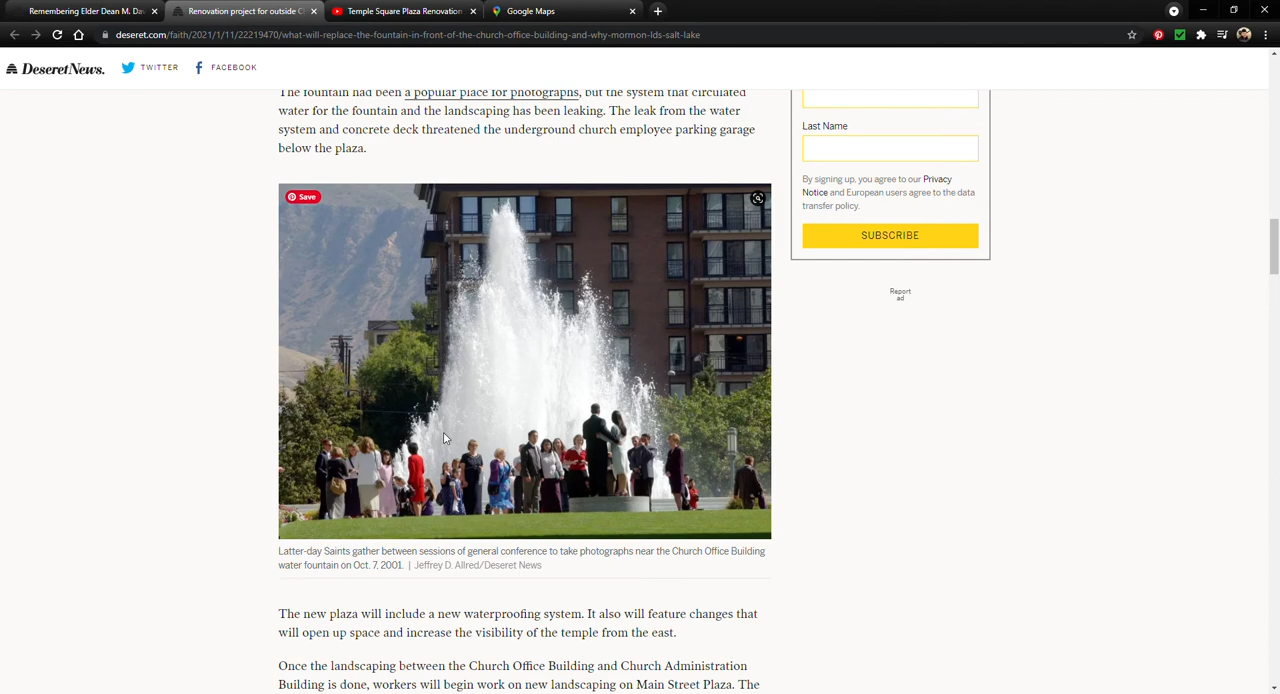 Remembering Elder Dean M. Dav
Renovation project for outside C
Temple Square Plaza Renovation
Google Maps
deseret.com/faith/2021/1/11/22219470/what-will-replace-the-fountain-in-front-of-the-church-office-building-and-why-mormon-lds-salt-lake
Deseret News.
TWITTER
FACEBOOK
The fountain had been a popular place for photographs, but the system that circulated
water for the fountain and the landscaping has been leaking. The leak from the water
system and concrete deck threatened the underground church employee parking garage
below the plaza.
Save
Latter-day Saints gather between sessions of general conference to take photographs near the Church Office Building
water fountain on Oct. 7, 2001. | Jeffrey D. Allred/Deseret News
The new plaza will include a new waterproofing system. It also will feature changes that
will open up space and increase the visibility of the temple from the east.
Once the landscaping between the Church Office Building and Church Administration
Building is done, workers will begin work on new landscaping on Main Street Plaza. The
Last Name
By signing up, you agree to our Privacy
Notice and European users agree to the data
transfer policy.
SUBSCRIBE
Report
ad